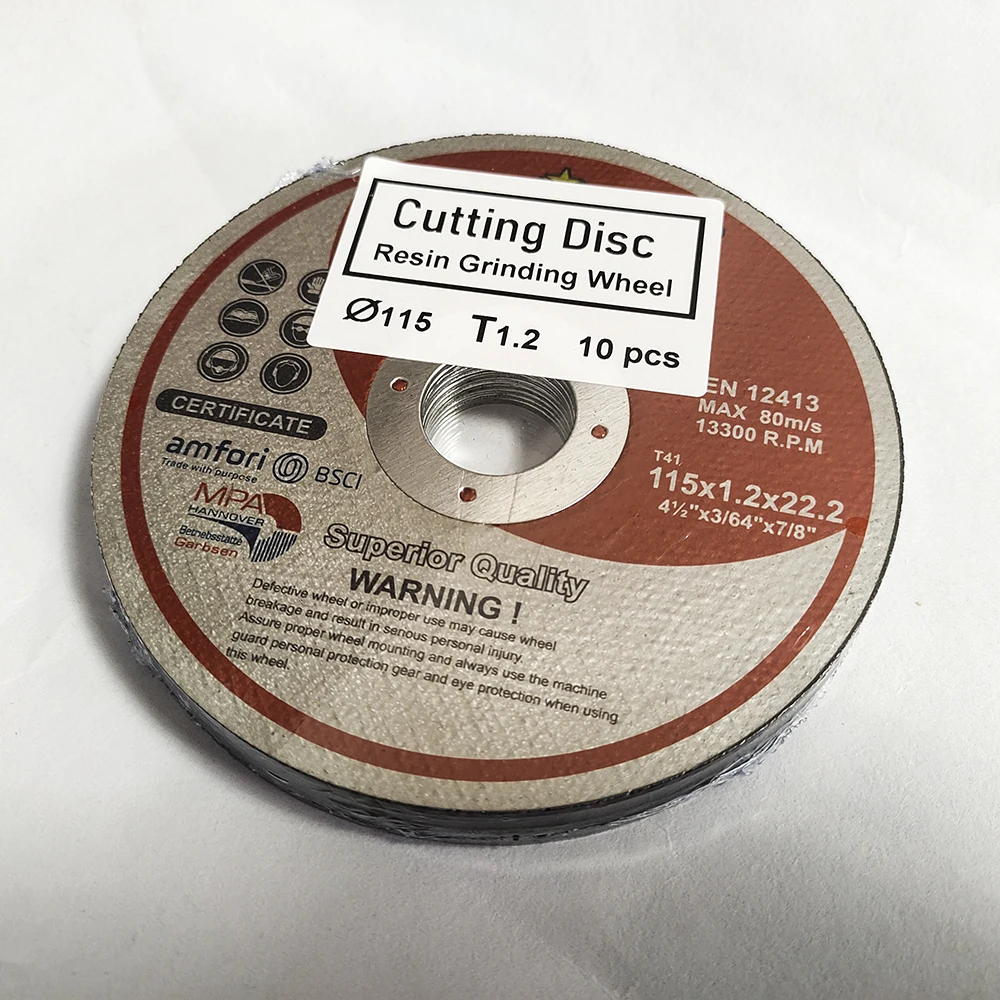 Cutting Disc
Resin Grinding Wheel
Ø115 T1.2 10 pcs
EN 12413
MAX 80m/s
13300 R.P.M
T41
115x1.2x22.2
4½"x3/64"x7/8"
CERTIFICATE
amfori BSCI
Trade with purpose
MPA
HANNOVER
Betriebsstätte
Garbsen
Superior Quality
WARNING !
Defective wheel or improper use may cause wheel
breakage and result in serious personal injury.
Assure proper wheel mounting and always use the machine
guard personal protection gear and eye protection when using
this wheel.